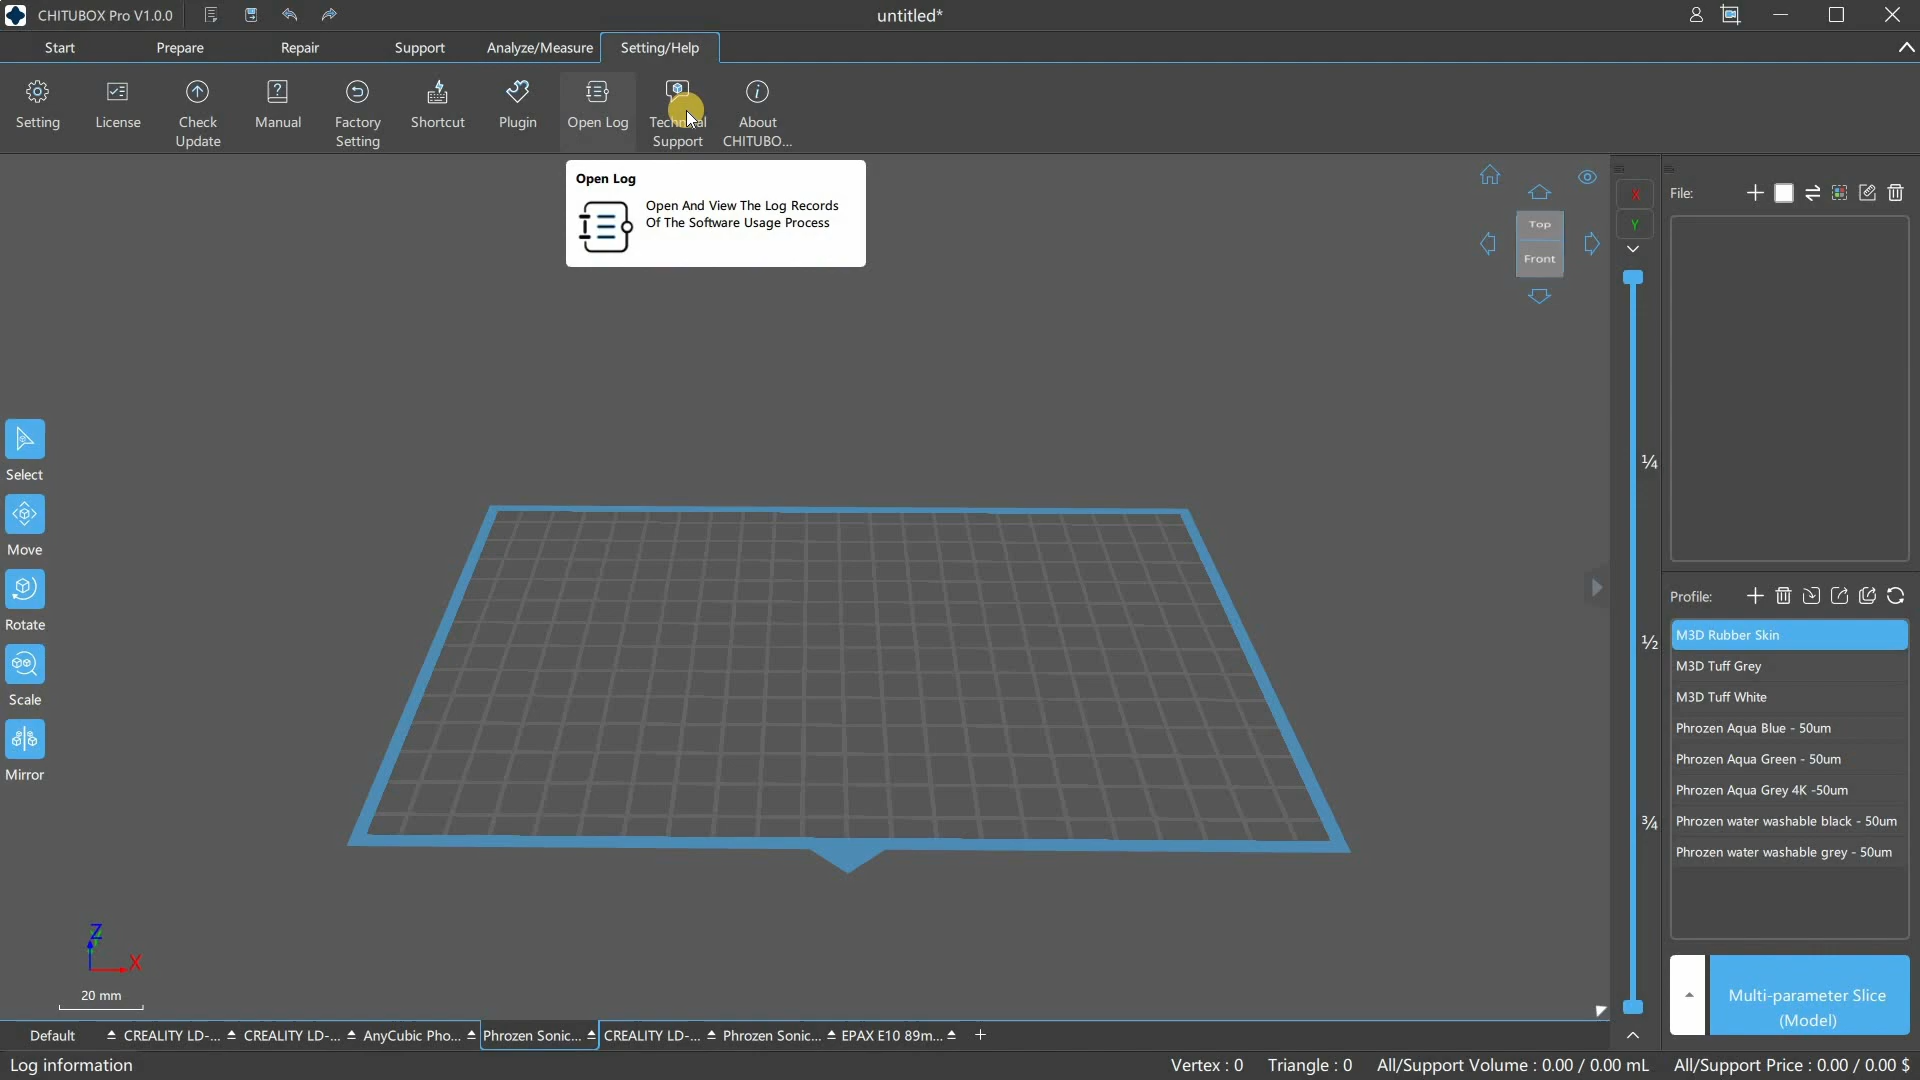 CHITUBOX Pro V1.0.0
untitled*
Start Prepare Repair Support Analyze/Measure Setting/Help
Setting License Check Update Manual Factory Setting Shortcut Plugin Open Log Technical Support About CHITUBO...
Open Log
Open And View The Log Records
Of The Software Usage Process
Top
Front
X
Y
File:
¼
½
¾
Select
Move
Rotate
Scale
Mirror
Profile:
M3D Rubber Skin
M3D Tuff Grey
M3D Tuff White
Phrozen Aqua Blue - 50um
Phrozen Aqua Green - 50um
Phrozen Aqua Grey 4K -50um
Phrozen water washable black - 50um
Phrozen water washable grey - 50um
Multi-parameter Slice
(Model)
Z
X
20 mm
Default CREALITY LD-... CREALITY LD-... AnyCubic Pho... Phrozen Sonic... CREALITY LD-... Phrozen Sonic... EPAX E10 89m... +
Log information Vertex : 0 Triangle : 0 All/Support Volume : 0.00 / 0.00 mL All/Support Price : 0.00 / 0.00 $